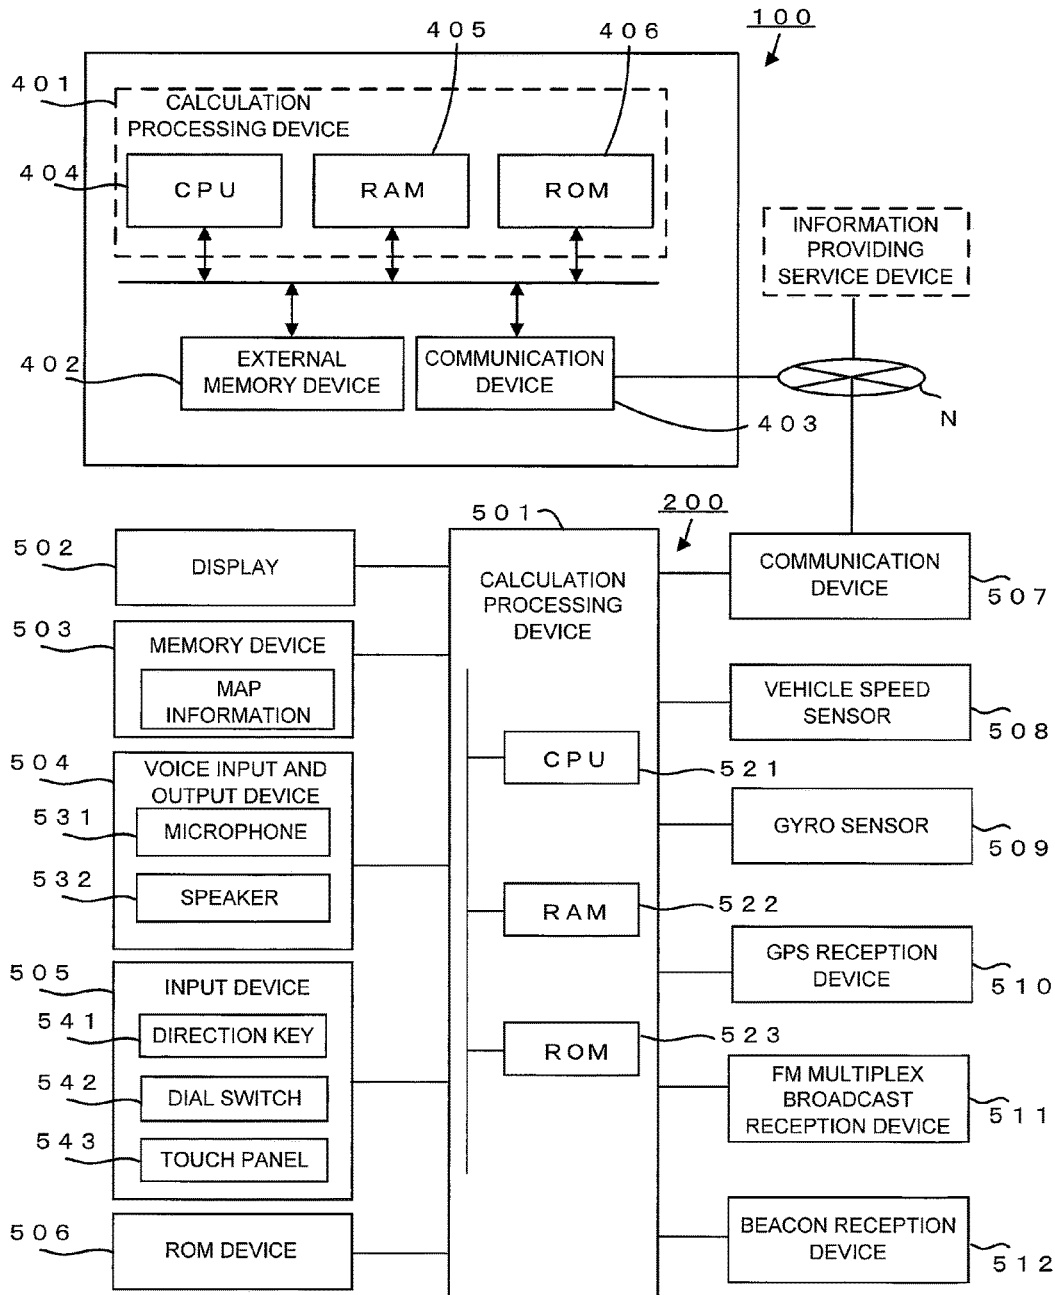 100
405
406
401
CALCULATION
PROCESSING DEVICE
404
CPU
RAM
ROM
INFORMATION
PROVIDING
SERVICE DEVICE
402
EXTERNAL
MEMORY DEVICE
COMMUNICATION
DEVICE
403
N
501
200
502
DISPLAY
CALCULATION
PROCESSING
DEVICE
COMMUNICATION
DEVICE
507
503
MEMORY DEVICE
MAP
INFORMATION
VEHICLE SPEED
SENSOR
508
504
VOICE INPUT AND
OUTPUT DEVICE
531
MICROPHONE
532
SPEAKER
CPU
521
GYRO SENSOR
509
RAM
522
GPS RECEPTION
DEVICE
510
505
INPUT DEVICE
541
DIRECTION KEY
542
DIAL SWITCH
543
TOUCH PANEL
ROM
523
FM MULTIPLEX
BROADCAST
RECEPTION DEVICE
511
506
ROM DEVICE
BEACON RECEPTION
DEVICE
512